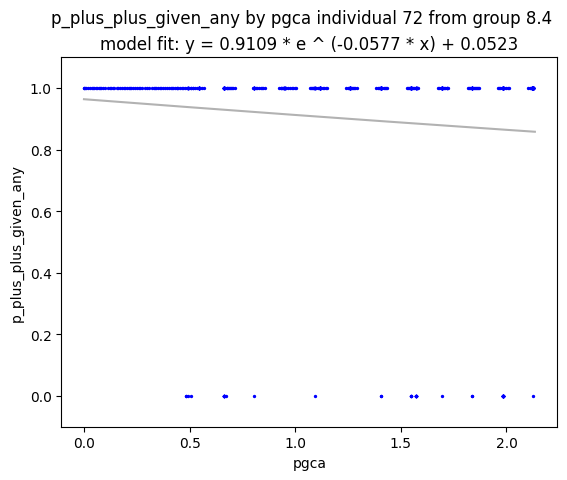 p_plus_plus_given_any by pgca individual 72 from group 8.4
model fit: y = 0.9109 * e ^ (-0.0577 * x) + 0.0523
1.0
0.8
0.6
0.4
0.2
0.0
p_plus_plus_given_any
0.0 0.5 1.0 1.5 2.0
pgca